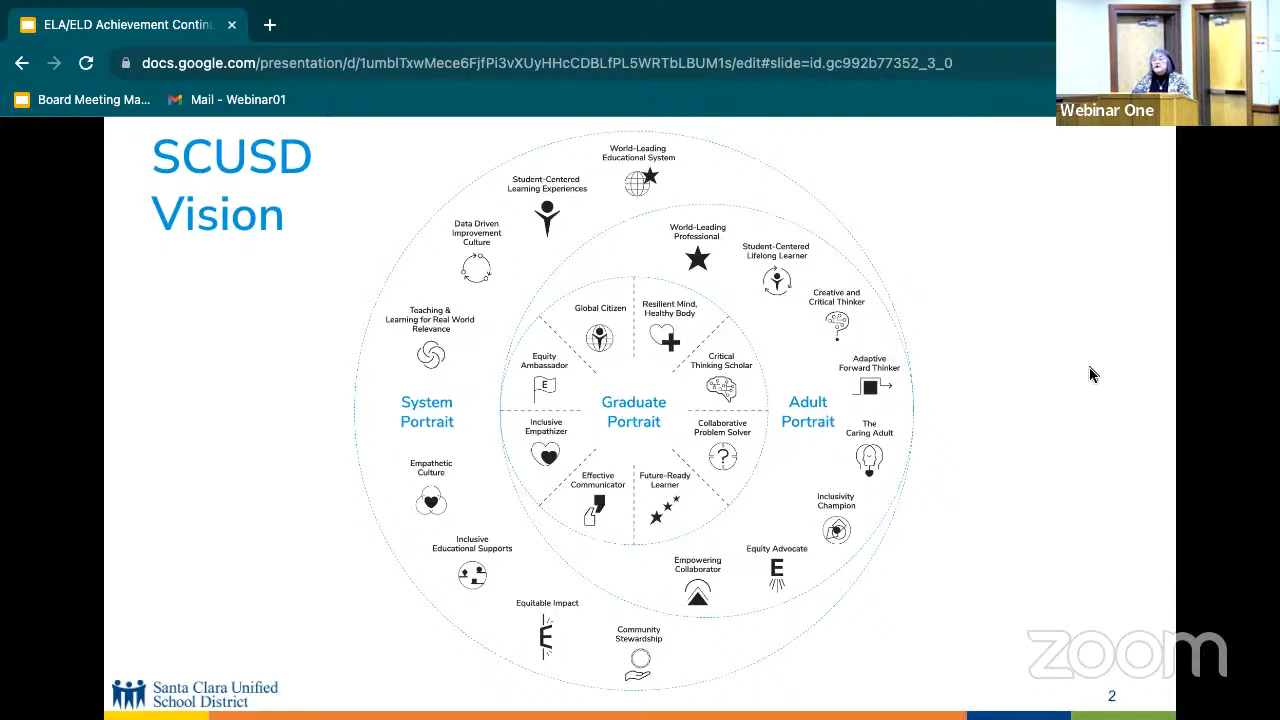 ELA/ELD Achievement Contin
docs.google.com/presentation/d/1umblTxwMece6FjfPi3vXUyHHcCDBLfPL5WRTbLBUM1s/edit#slide=id.gc992b77352_3_0
Board Meeting Ma...
Mail - Webinar01
Webinar One
SCUSD
Vision
World-Leading
Educational System
Student-Centered
Learning Experiences
Data Driven
Improvement
Culture
Teaching &
Learning for Real World
Relevance
System
Portrait
Empathetic
Culture
Inclusive
Educational Supports
Equitable Impact
E
Community
Stewardship
Global Citizen
Resilient Mind,
Healthy Body
Equity
Ambassador
E
Critical
Thinking Scholar
Graduate
Portrait
Inclusive
Empathizer
Collaborative
Problem Solver
?
Effective
Communicator
Future-Ready
Learner
World-Leading
Professional
Student-Centered
Lifelong Learner
Creative and
Critical Thinker
Adaptive
Forward Thinker
Adult
Portrait
The
Caring Adult
Inclusivity
Champion
Equity Advocate
E
Empowering
Collaborator
zoom
Santa Clara Unified
School District
2